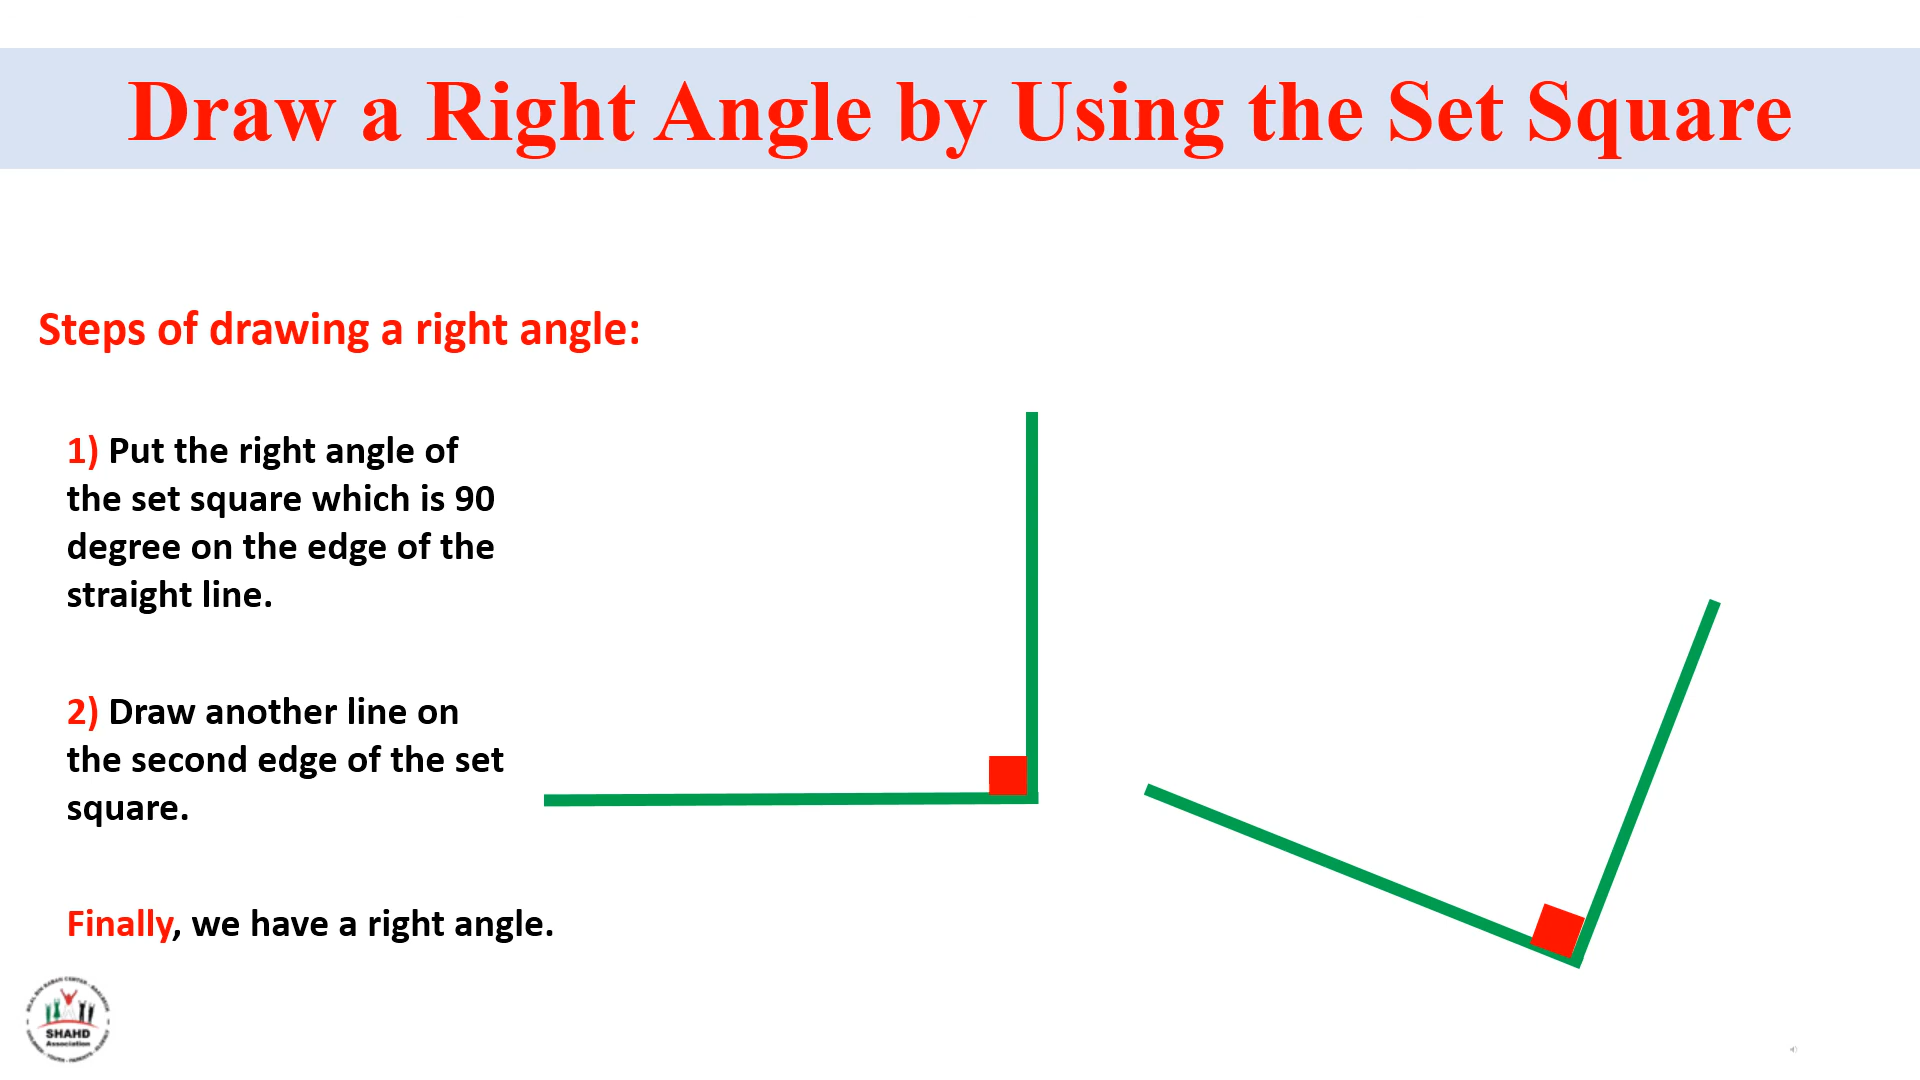 Draw a Right Angle by Using the Set Square
Steps of drawing a right angle:
1) Put the right angle of
the set square which is 90
degree on the edge of the
straight line.
2) Draw another line on
the second edge of the set
square.
Finally, we have a right angle.
SHAHD
Association